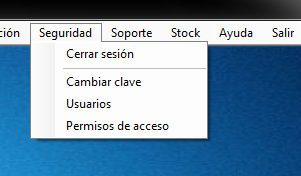 ción Seguridad Soporte Stock Ayuda Salir
Cerrar sesión
Cambiar clave
Usuarios
Permisos de acceso